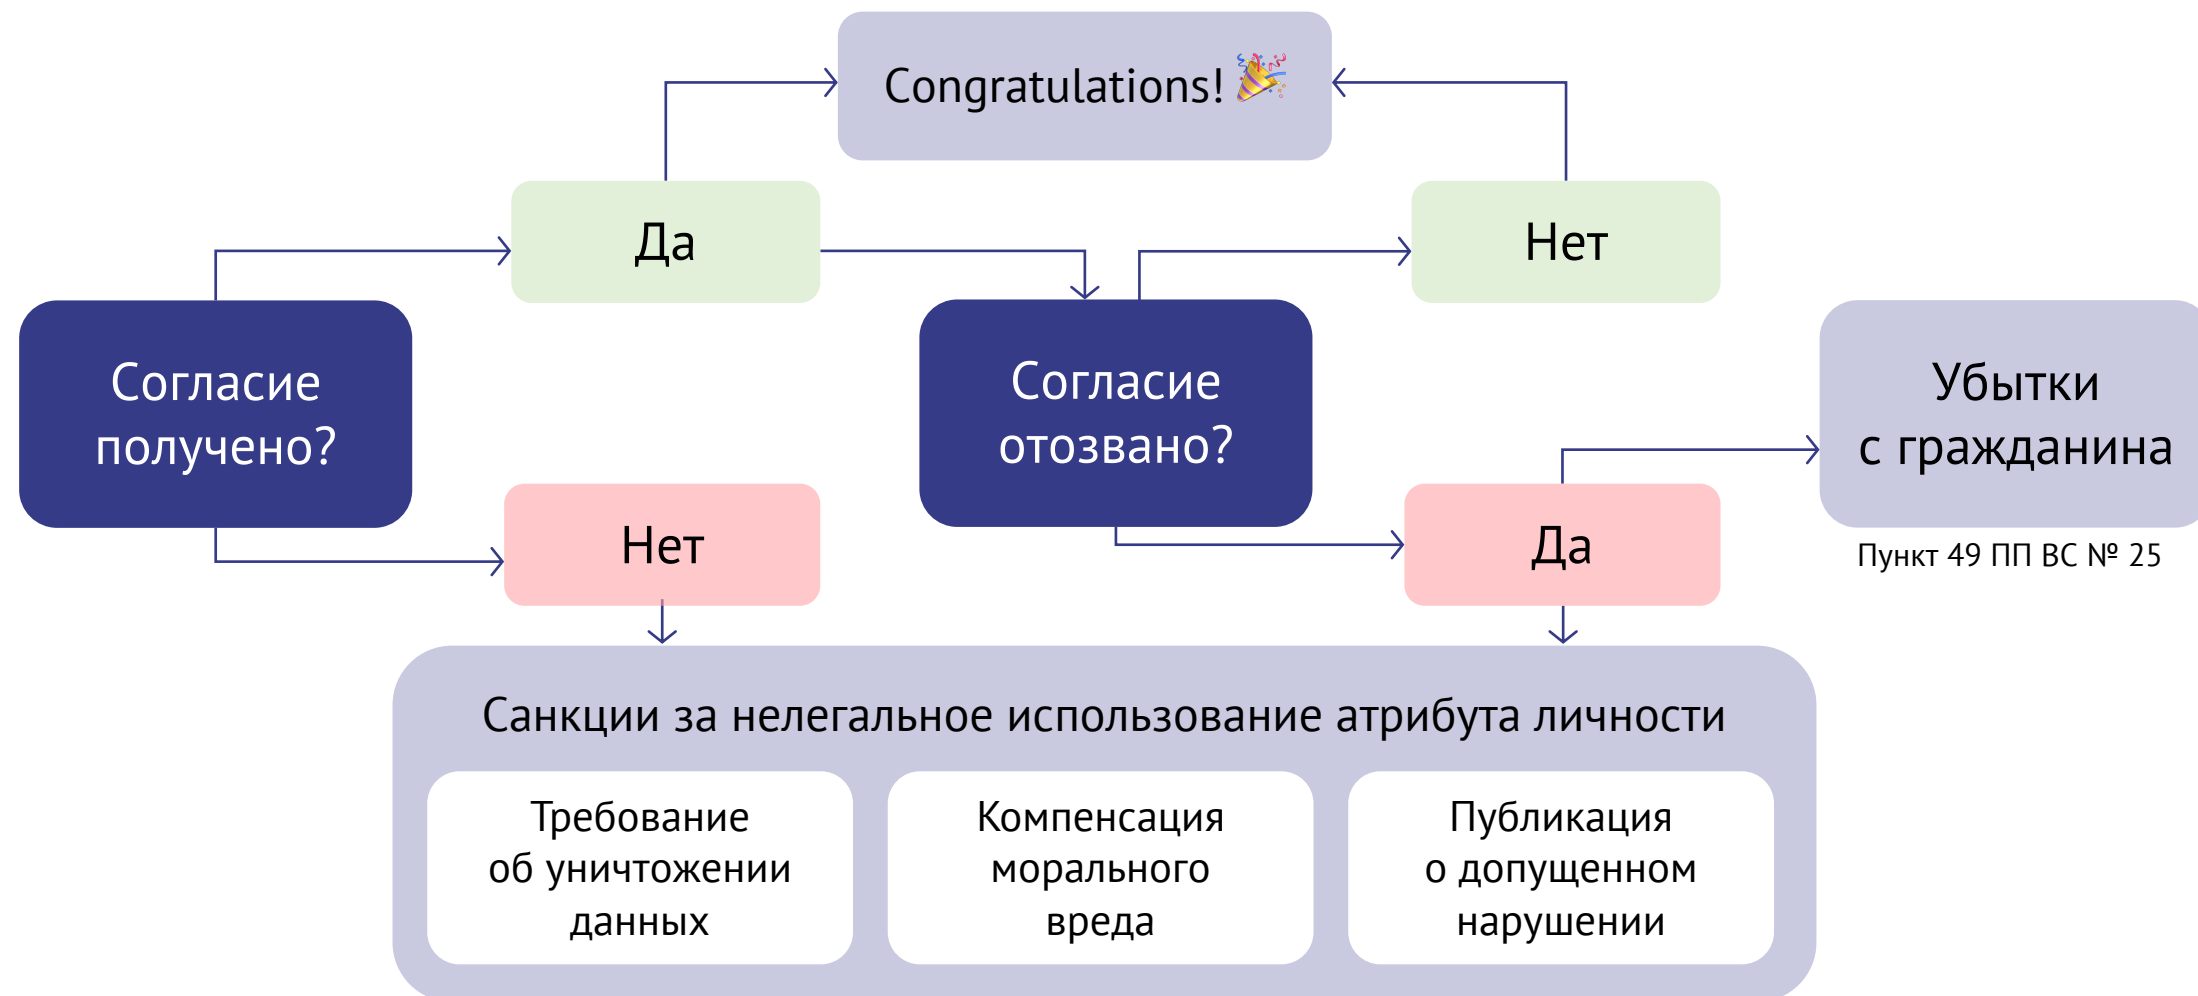 Congratulations! 🎉
Да
Нет
Согласие
получено?
Согласие
отозвано?
Убытки
с гражданина
Нет
Да
Пункт 49 ПП ВС № 25
Санкции за нелегальное использование атрибута личности
Требование
об уничтожении
данных
Компенсация
морального
вреда
Публикация
о допущенном
нарушении